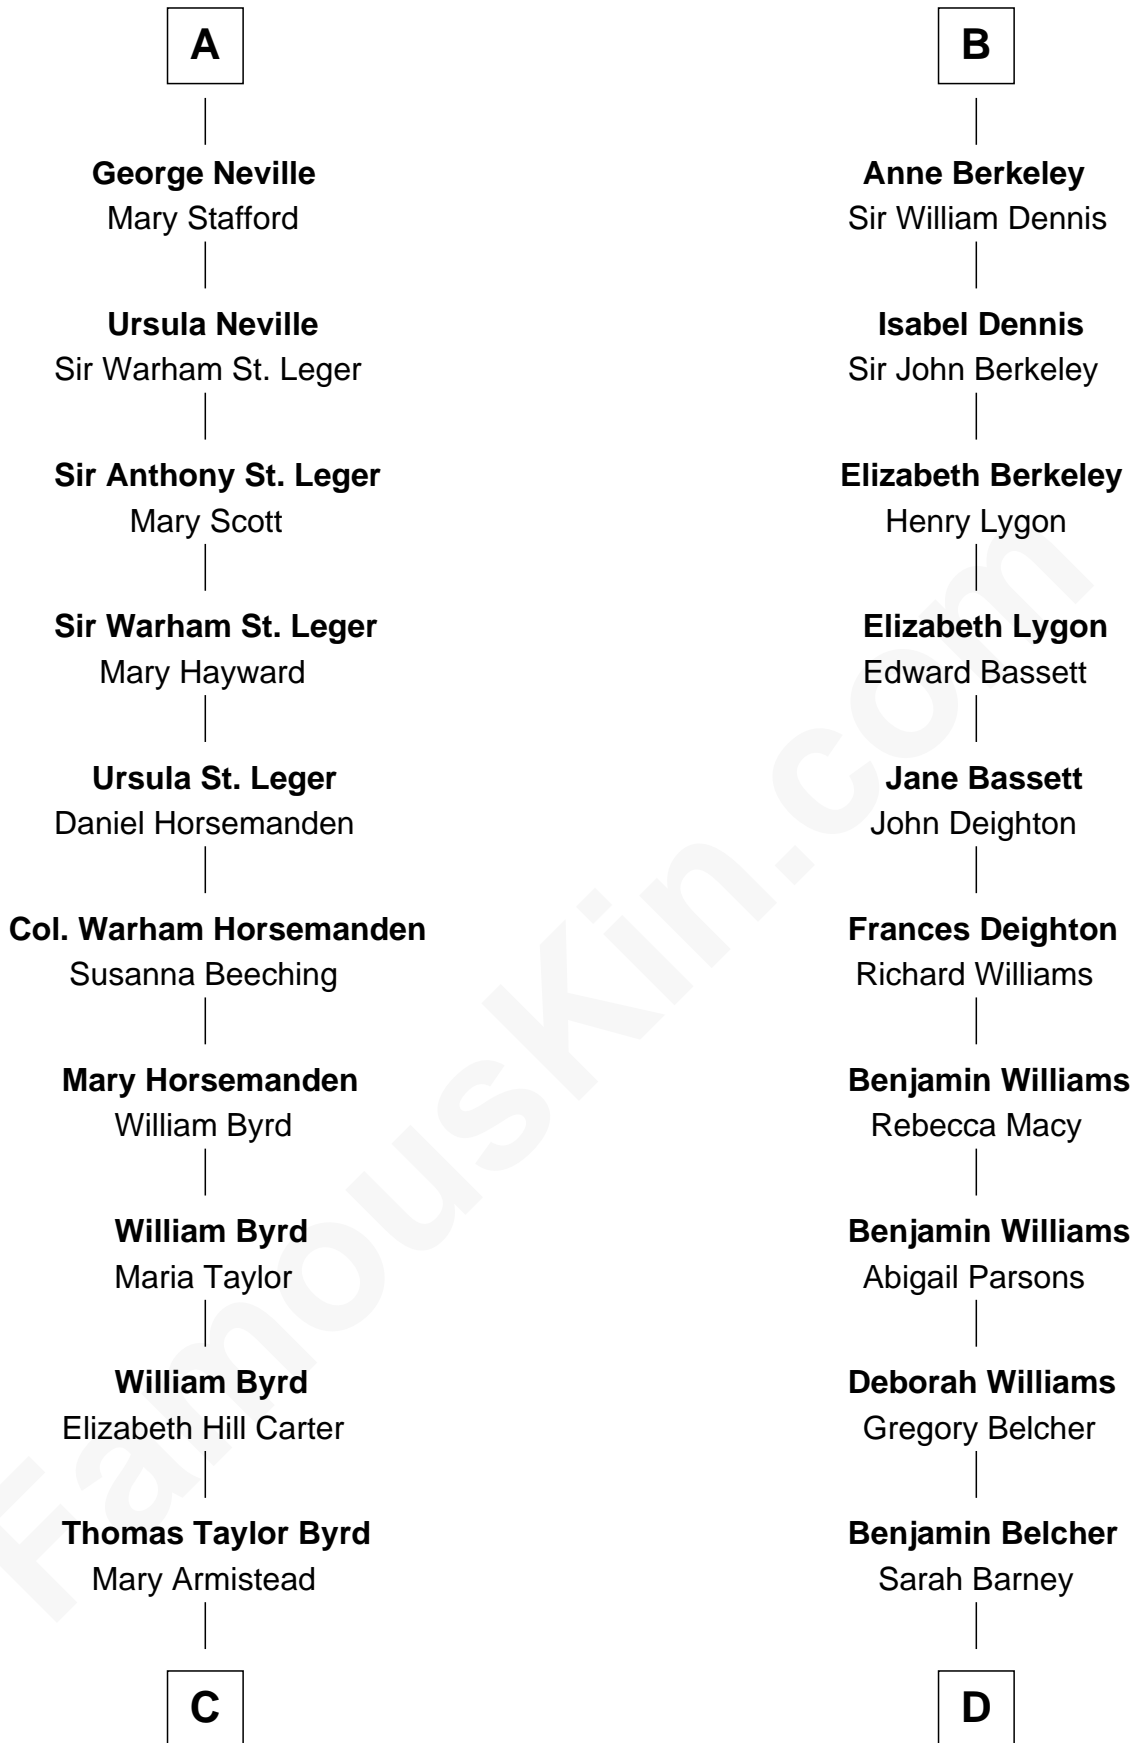 A
George Neville
Mary Stafford
Ursula Neville
Sir Warham St. Leger
Sir Anthony St. Leger
Mary Scott
Sir Warham St. Leger
Mary Hayward
Ursula St. Leger
Daniel Horsemanden
Col. Warham Horsemanden
Susanna Beeching
Mary Horsemanden
William Byrd
William Byrd
Maria Taylor
William Byrd
Elizabeth Hill Carter
Thomas Taylor Byrd
Mary Armistead
C
B
Anne Berkeley
Sir William Dennis
Isabel Dennis
Sir John Berkeley
Elizabeth Berkeley
Henry Lygon
Elizabeth Lygon
Edward Bassett
Jane Bassett
John Deighton
Frances Deighton
Richard Williams
Benjamin Williams
Rebecca Macy
Benjamin Williams
Abigail Parsons
Deborah Williams
Gregory Belcher
Benjamin Belcher
Sarah Barney
D
FamousKin.com